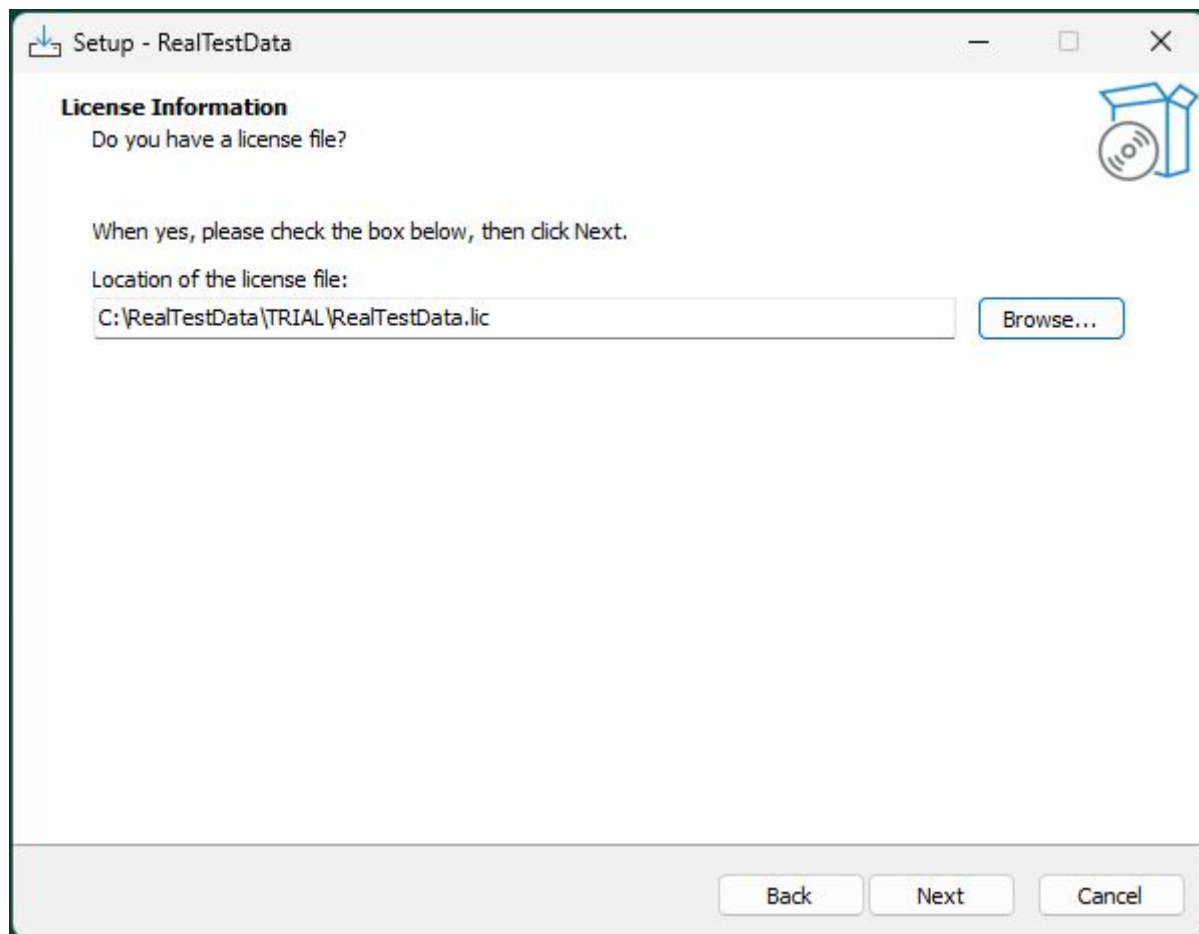 Setup - RealTestData
License Information
Do you have a license file?
When yes, please check the box below, then click Next.
Location of the license file:
C:\RealTestData\TRIAL\RealTestData.lic
Browse...
Back Next Cancel